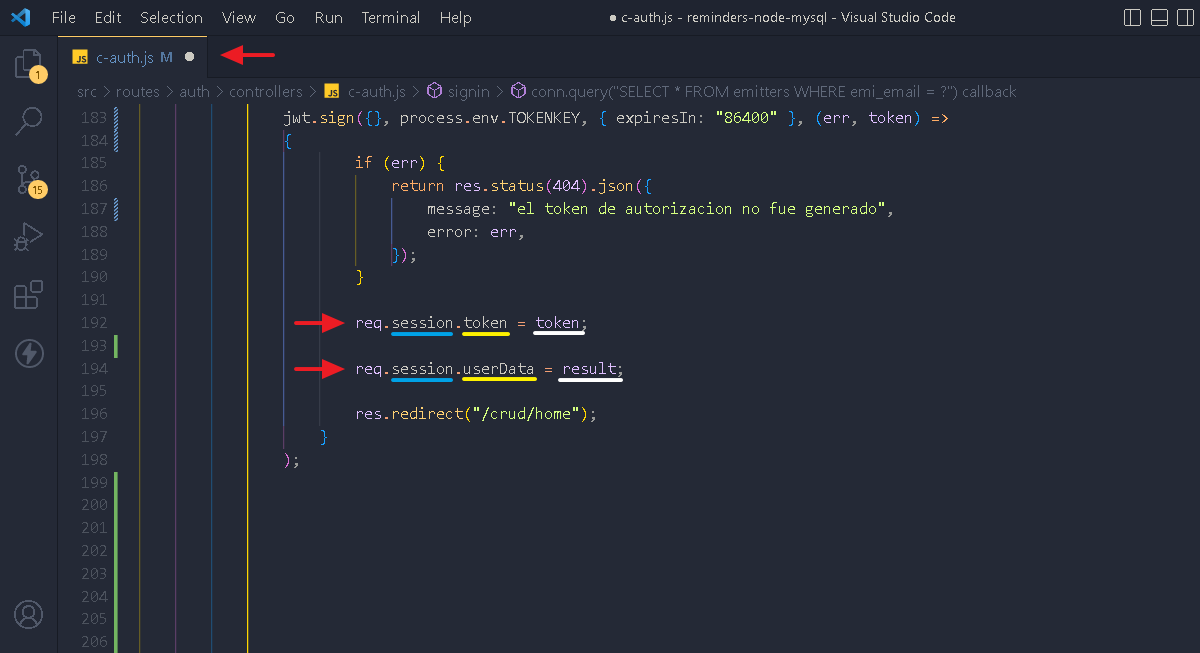 File Edit Selection View Go Run Terminal Help ● c-auth.js - reminders-node-mysql - Visual Studio Code
JS c-auth.js M ●
1
src > routes > auth > controllers > JS c-auth.js > signin > conn.query("SELECT * FROM emitters WHERE emi_email = ?") callback
183 jwt.sign({}, process.env.TOKENKEY, { expiresIn: "86400" }, (err, token) =>
184 {
185 if (err) {
15
186 return res.status(404).json({
187 message: "el token de autorizacion no fue generado",
188 error: err,
189 });
190 }
191
192 req.session.token = token;
193
194 req.session.userData = result;
195
196 res.redirect("/crud/home");
197 }
198 );
199
200
201
202
203
204
205
206